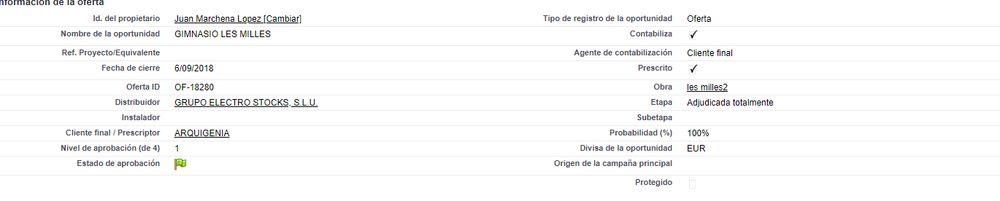 nformación de la oferta
Id. del propietario Juan Marchena Lopez [Cambiar] Tipo de registro de la oportunidad Oferta
Nombre de la oportunidad GIMNASIO LES MILLES Contabiliza
Ref. Proyecto/Equivalente Agente de contabilización Cliente final
Fecha de cierre 6/09/2018 Prescrito
Oferta ID OF-18280 Obra les milles2
Distribuidor GRUPO ELECTRO STOCKS, S.L.U. Etapa Adjudicada totalmente
Instalador Subetapa
Cliente final / Prescriptor ARQUIGENIA Probabilidad (%) 100%
Nivel de aprobación (de 4) 1 Divisa de la oportunidad EUR
Estado de aprobación Origen de la campaña principal
Protegido